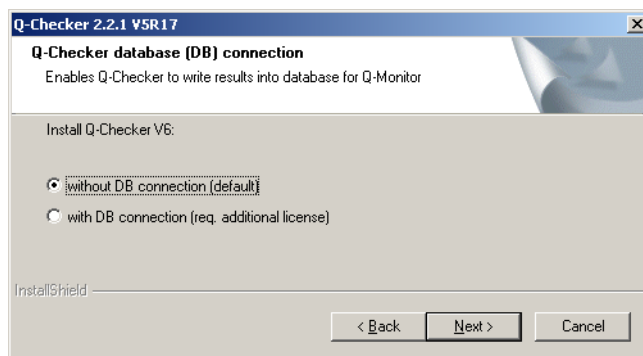 Q-Checker 2.2.1 V5R17
Q-Checker database (DB) connection
Enables Q-Checker to write results into database for Q-Monitor
Install Q-Checker V6:
without DB connection (default)
with DB connection (req. additional license)
InstallShield
< Back
Next >
Cancel